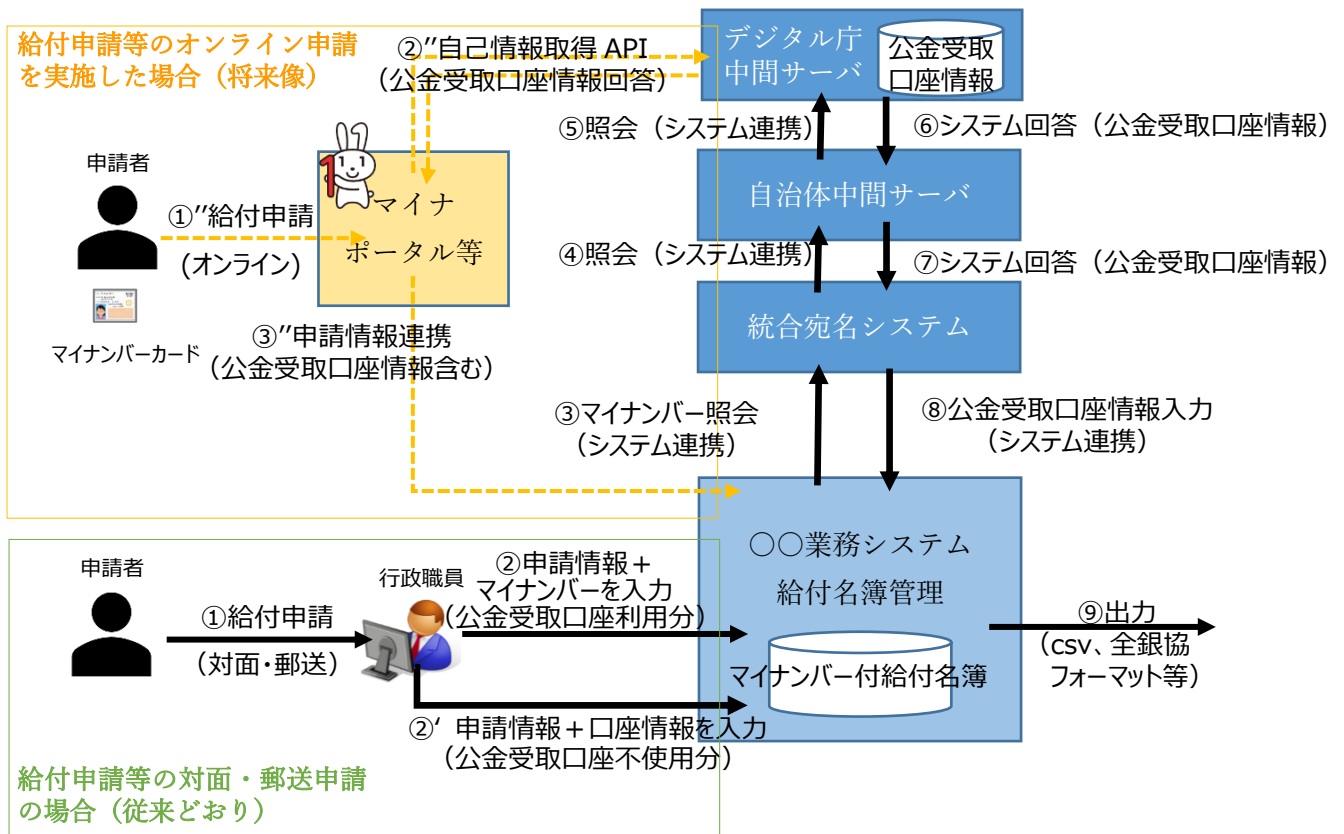 給付申請等のオンライン申請
を実施した場合（将来像）
②’’自己情報取得 API
（公金受取口座情報回答）
デジタル庁
中間サーバ
公金受取
口座情報
⑤照会（システム連携）
⑥システム回答（公金受取口座情報）
申請者
①’’給付申請
(オンライン)
マイナンバーカード
1
マイナ
ポータル等
自治体中間サーバ
④照会（システム連携）
⑦システム回答（公金受取口座情報）
③’’申請情報連携
（公金受取口座情報含む）
統合宛名システム
③マイナンバー照会
（システム連携）
⑧公金受取口座情報入力
（システム連携）
申請者
①給付申請
（対面・郵送）
行政職員
②申請情報＋
マイナンバーを入力
（公金受取口座利用分）
〇〇業務システム
給付名簿管理
マイナンバー付給付名簿
⑨出力
（csv、全銀協
フォーマット等）
②‘ 申請情報＋口座情報を入力
（公金受取口座不使用分）
給付申請等の対面・郵送申請
の場合（従来どおり）